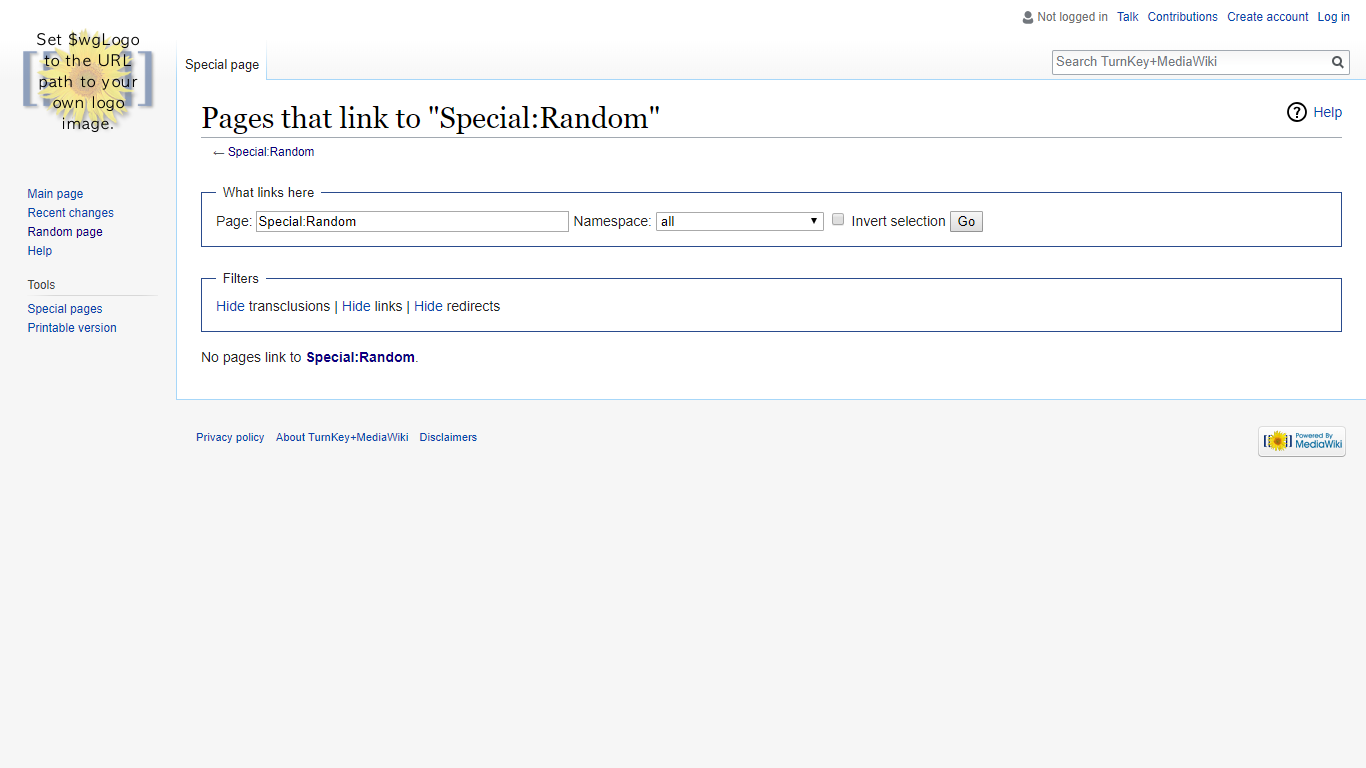 Not logged in Talk Contributions Create account Log in
Set $wgLogo
to the URL
path to your
own logo
image.
Special page
Search TurnKey+MediaWiki
Pages that link to "Special:Random"
Help
← Special:Random
Main page
Recent changes
Random page
Help
Tools
Special pages
Printable version
What links here
Page: Special:Random Namespace: all Invert selection Go
Filters
Hide transclusions | Hide links | Hide redirects
No pages link to Special:Random.
Privacy policy About TurnKey+MediaWiki Disclaimers
Powered By
MediaWiki